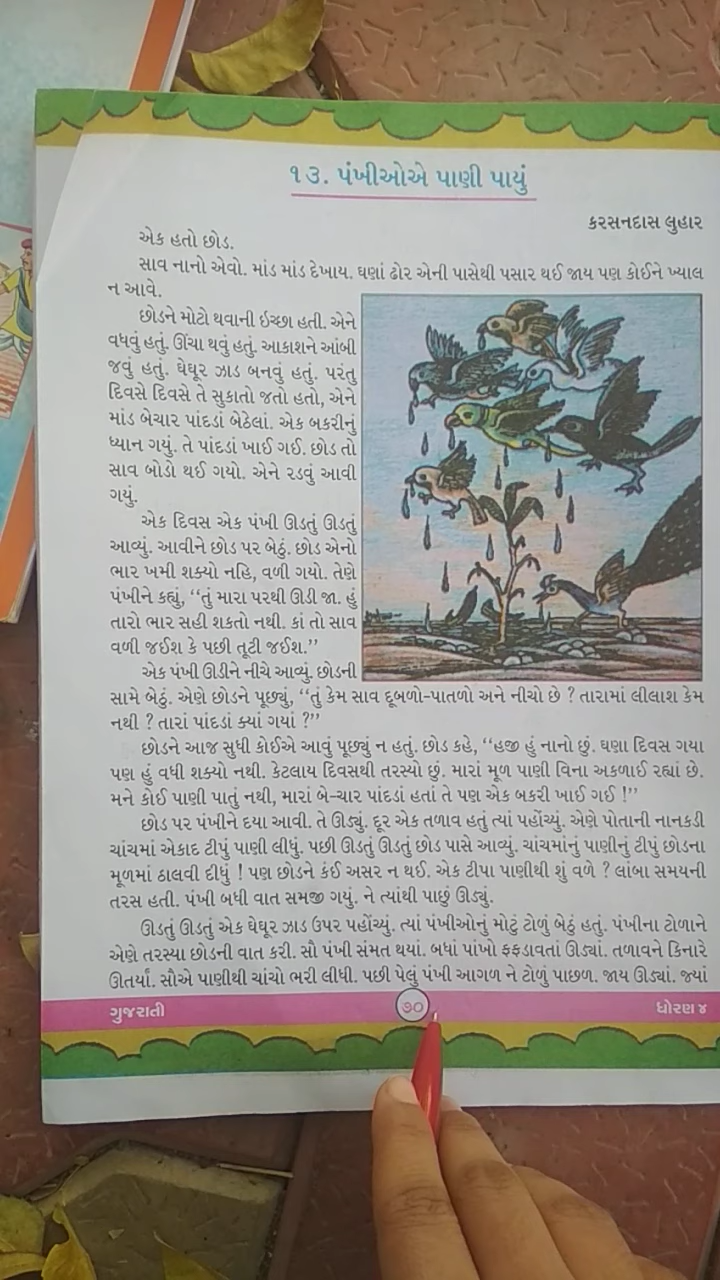 ૧૩. પંખીઓએ પાણી પાયું
કરસનદાસ લુહાર
એક હતો છોડ.
સાવ નાનો એવો. માંડ માંડ દેખાય. ઘણાં ઢોર એની પાસેથી પસાર થઈ જાય પણ કોઈને ખ્યાલ
ન આવે.
છોડને મોટો થવાની ઇચ્છા હતી. એને
વધવું હતું. ઊંચા થવું હતું. આકાશને આંબી
જવું હતું. ઘેઘૂર ઝાડ બનવું હતું. પરંતુ
દિવસે દિવસે તે સુકાતો જતો હતો, એને
માંડ બેચાર પાંદડાં બેઠેલાં. એક બકરીનું
ધ્યાન ગયું. તે પાંદડાં ખાઈ ગઈ. છોડ તો
સાવ બોડો થઈ ગયો. એને રડવું આવી
ગયું.
એક દિવસ એક પંખી ઊડતું ઊડતું
આવ્યું. આવીને છોડ પર બેઠું. છોડ એનો
ભાર ખમી શક્યો નહિ, વળી ગયો. તેણે
પંખીને કહ્યું, “તું મારા પરથી ઊડી જા. હું
તારો ભાર સહી શકતો નથી. કાં તો સાવ
વળી જઈશ કે પછી તૂટી જઈશ.”
એક પંખી ઊડીને નીચે આવ્યું. છોડની
સામે બેઠું. એણે છોડને પૂછ્યું, “તું કેમ સાવ દૂબળો-પાતળો અને નીચો છે ? તારામાં લીલાશ કેમ
નથી ? તારાં પાંદડાં ક્યાં ગયાં ?”
છોડને આજ સુધી કોઈએ આવું પૂછ્યું ન હતું. છોડ કહે, “હજી હું નાનો છું. ઘણા દિવસ ગયા
પણ હું વધી શક્યો નથી. કેટલાય દિવસથી તરસ્યો છું. મારાં મૂળ પાણી વિના અકળાઈ રહ્યાં છે.
મને કોઈ પાણી પાતું નથી, મારાં બે-ચાર પાંદડાં હતાં તે પણ એક બકરી ખાઈ ગઈ !”
છોડ પર પંખીને દયા આવી. તે ઊડ્યું. દૂર એક તળાવ હતું ત્યાં પહોંચ્યું. એણે પોતાની નાનકડી
ચાંચમાં એકાદ ટીપું પાણી લીધું. પછી ઊડતું ઊડતું છોડ પાસે આવ્યું. ચાંચમાંનું પાણીનું ટીપું છોડના
મૂળમાં ઠાલવી દીધું ! પણ છોડને કંઈ અસર ન થઈ. એક ટીપા પાણીથી શું વળે ? લાંબા સમયની
તરસ હતી. પંખી બધી વાત સમજી ગયું. ને ત્યાંથી પાછું ઊડ્યું.
ઊડતું ઊડતું એક ઘેઘૂર ઝાડ ઉપર પહોંચ્યું. ત્યાં પંખીઓનું મોટું ટોળું બેઠું હતું. પંખીના ટોળાને
એણે તરસ્યા છોડની વાત કરી. સૌ પંખી સંમત થયાં. બધાં પાંખો ફફડાવતાં ઊડ્યાં. તળાવને કિનારે
ઊતર્યાં. સૌએ પાણીથી ચાંચો ભરી લીધી. પછી પેલું પંખી આગળ ને ટોળું પાછળ. જાય ઊડ્યાં. જ્યાં
ગુજરાતી
૭૦
ધોરણ ૪